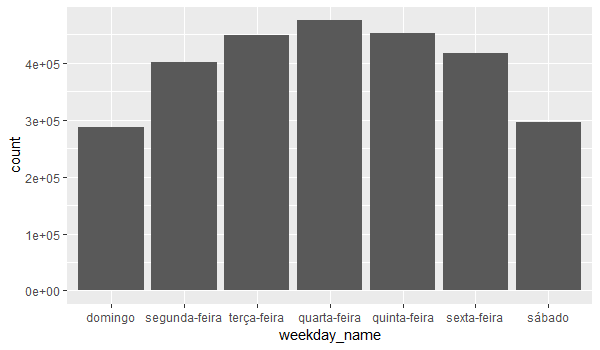 count
4e+05
3e+05
2e+05
1e+05
0e+00
domingo segunda-feira terça-feira quarta-feira quinta-feira sexta-feira sábado
weekday_name